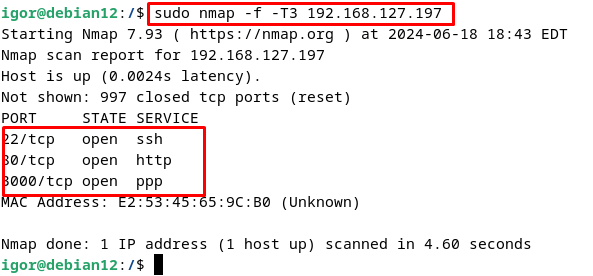 igor@debian12:/$ sudo nmap -f -T3 192.168.127.197
Starting Nmap 7.93 ( https://nmap.org ) at 2024-06-18 18:43 EDT
Nmap scan report for 192.168.127.197
Host is up (0.0024s latency).
Not shown: 997 closed tcp ports (reset)
PORT     STATE SERVICE
22/tcp   open  ssh
80/tcp   open  http
3000/tcp open  ppp
MAC Address: E2:53:45:65:9C:B0 (Unknown)
Nmap done: 1 IP address (1 host up) scanned in 4.60 seconds
igor@debian12:/$